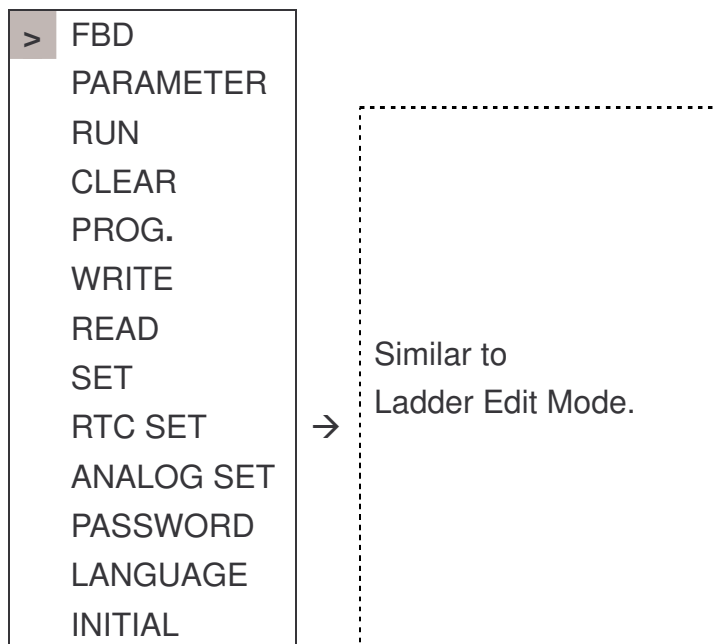 > FBD
PARAMETER
RUN
CLEAR
PROG.
WRITE
READ
SET
RTC SET
ANALOG SET
PASSWORD
LANGUAGE
INITIAL
→
Similar to
Ladder Edit Mode.